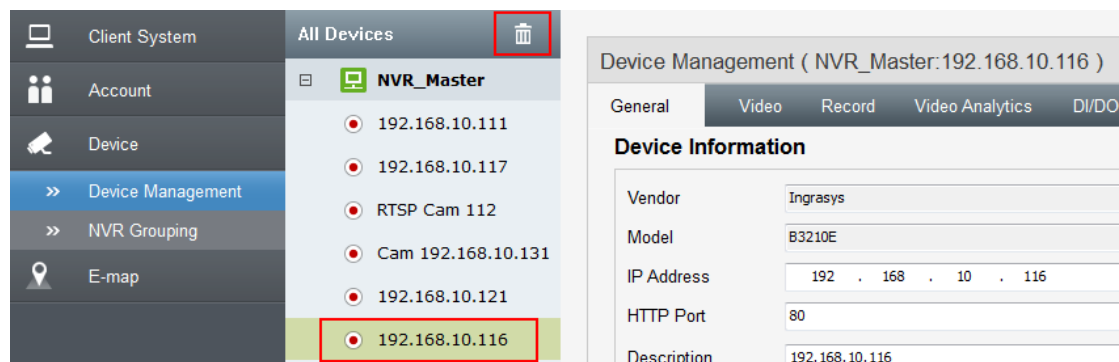 Client System
Account
Device
Device Management
NVR Grouping
E-map
All Devices
NVR_Master
192.168.10.111
192.168.10.117
RTSP Cam 112
Cam 192.168.10.131
192.168.10.121
192.168.10.116
Device Management ( NVR_Master:192.168.10.116 )
General Video Record Video Analytics DI/DO
Device Information
Vendor Ingrasys
Model B3210E
IP Address 192 . 168 . 10 . 116
HTTP Port 80
Description 192.168.10.116